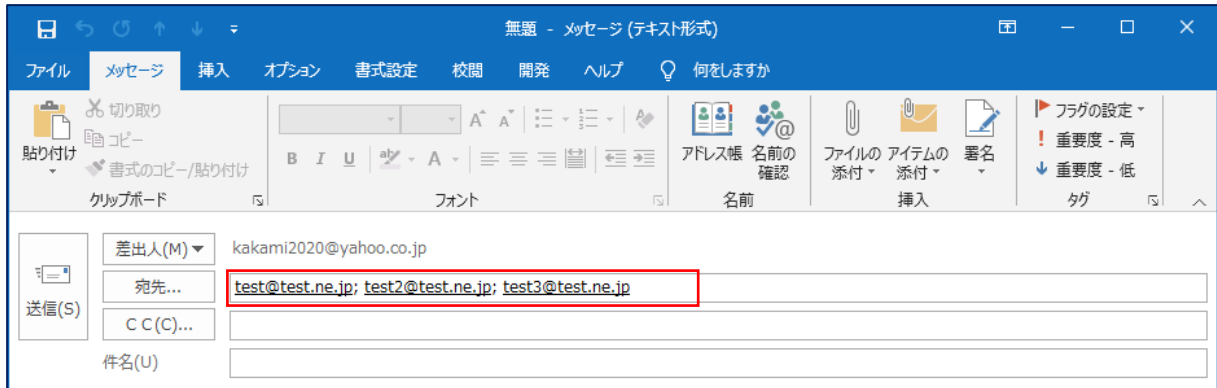 無題 - メッセージ (テキスト形式)
ファイル メッセージ 挿入 オプション 書式設定 校閲 開発 ヘルプ 何をしますか
貼り付け
切り取り
コピー
書式のコピー/貼り付け
クリップボード
A A
B I U aby A
フォント
アドレス帳 名前の確認
名前
ファイルの添付 アイテムの添付 署名
挿入
フラグの設定
重要度 - 高
重要度 - 低
タグ
送信(S)
差出人(M) kakami2020@yahoo.co.jp
宛先... test@test.ne.jp; test2@test.ne.jp; test3@test.ne.jp
C C(C)...
件名(U)